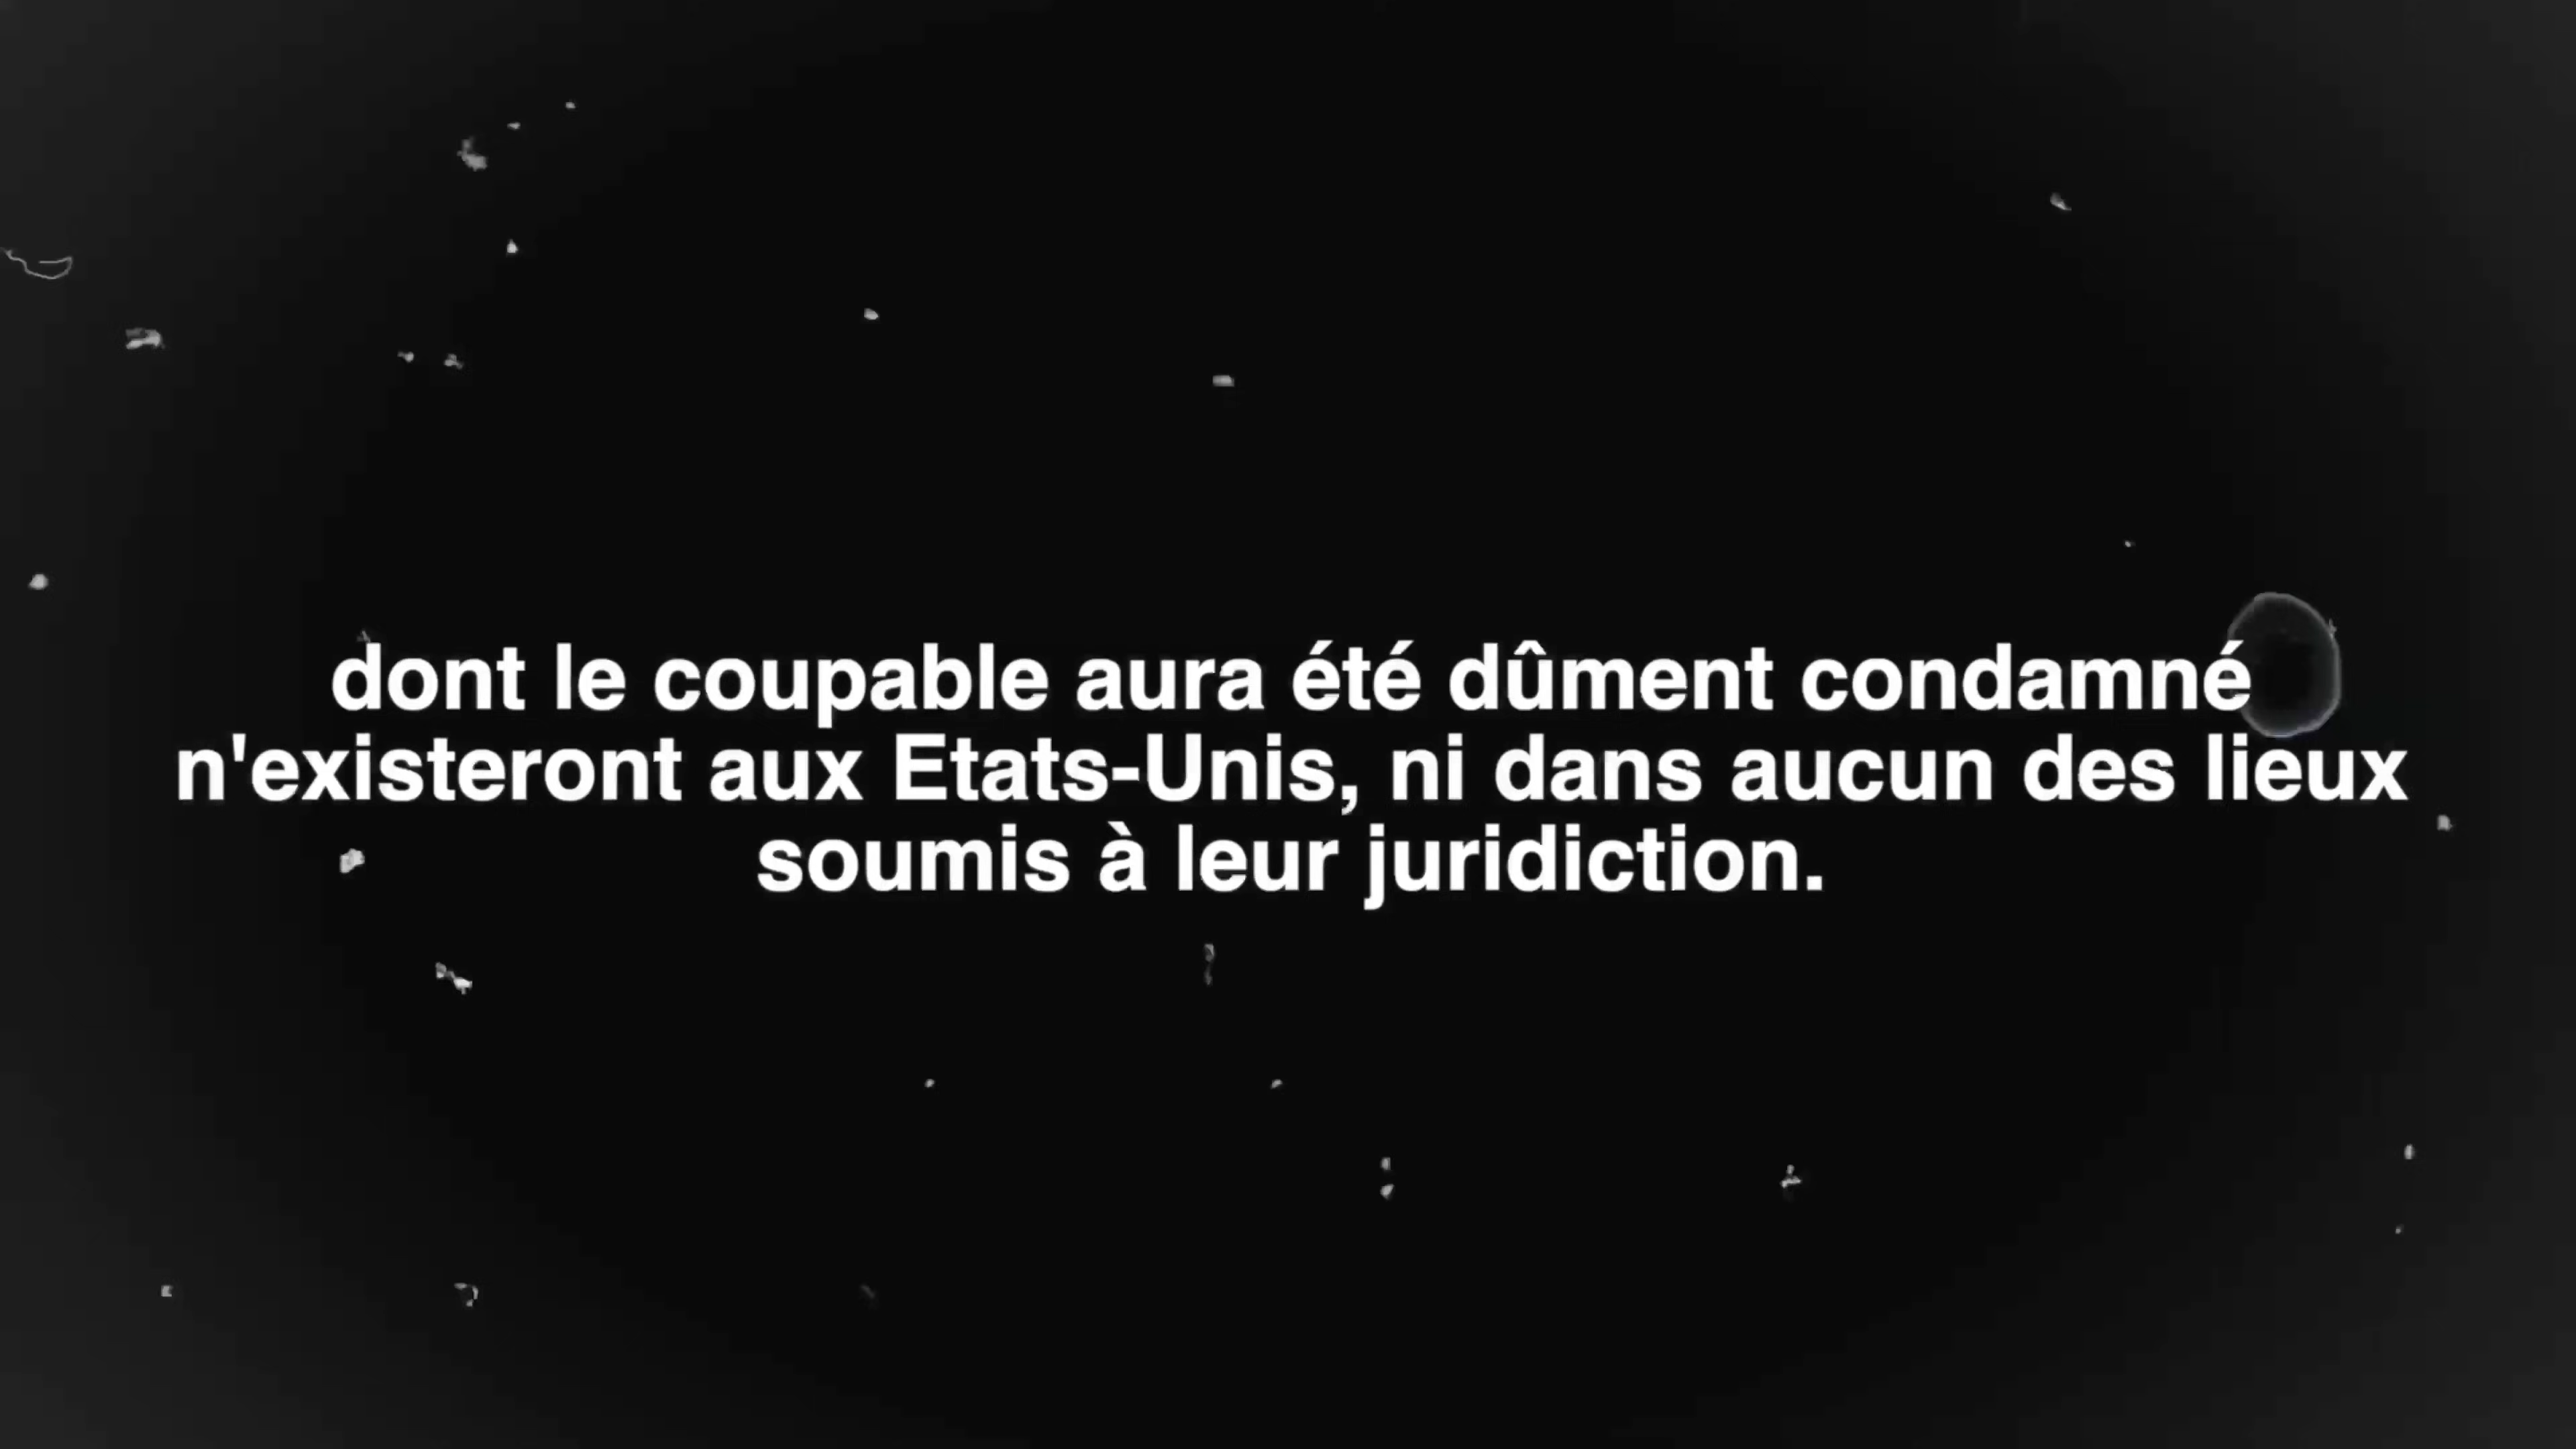 dont le coupable aura été dûment condamné
n'existeront aux Etats-Unis, ni dans aucun des lieux
soumis à leur juridiction.